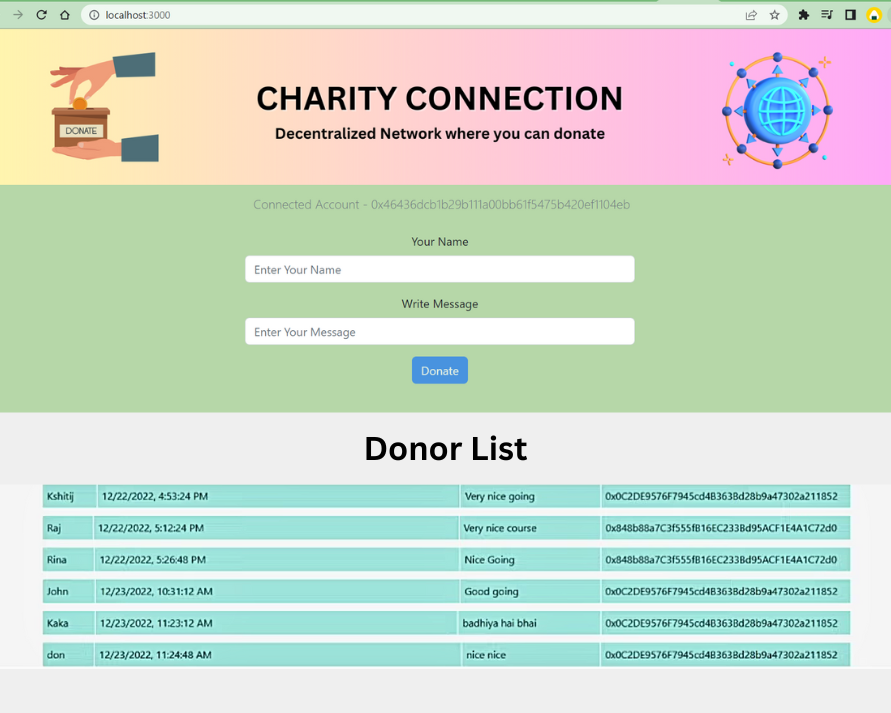 localhost:3000
DONATE
CHARITY CONNECTION
Decentralized Network where you can donate
Connected Account - 0x46436dcb1b29b111a00bb61f5475b420ef1104eb
Your Name
Enter Your Name
Write Message
Enter Your Message
Donate
Donor List
Kshitij 12/22/2022, 4:53:24 PM Very nice going 0x0C2DE9576F7945cd4B3638d28b9a47302a211852
Raj 12/22/2022, 5:12:24 PM Very nice course 0x848b88a7C3f555fB16EC233Bd95ACF1E4A1C72d0
Rina 12/22/2022, 5:26:48 PM Nice Going 0x848b88a7C3f555fB16EC233Bd95ACF1E4A1C72d0
John 12/23/2022, 10:31:12 AM Good going 0x0C2DE9576F7945cd4B3638d28b9a47302a211852
Kaka 12/23/2022, 11:23:12 AM badhiya hai bhai 0x0C2DE9576F7945cd4B3638d28b9a47302a211852
don 12/23/2022, 11:24:48 AM nice nice 0x0C2DE9576F7945cd4B3638d28b9a47302a211852